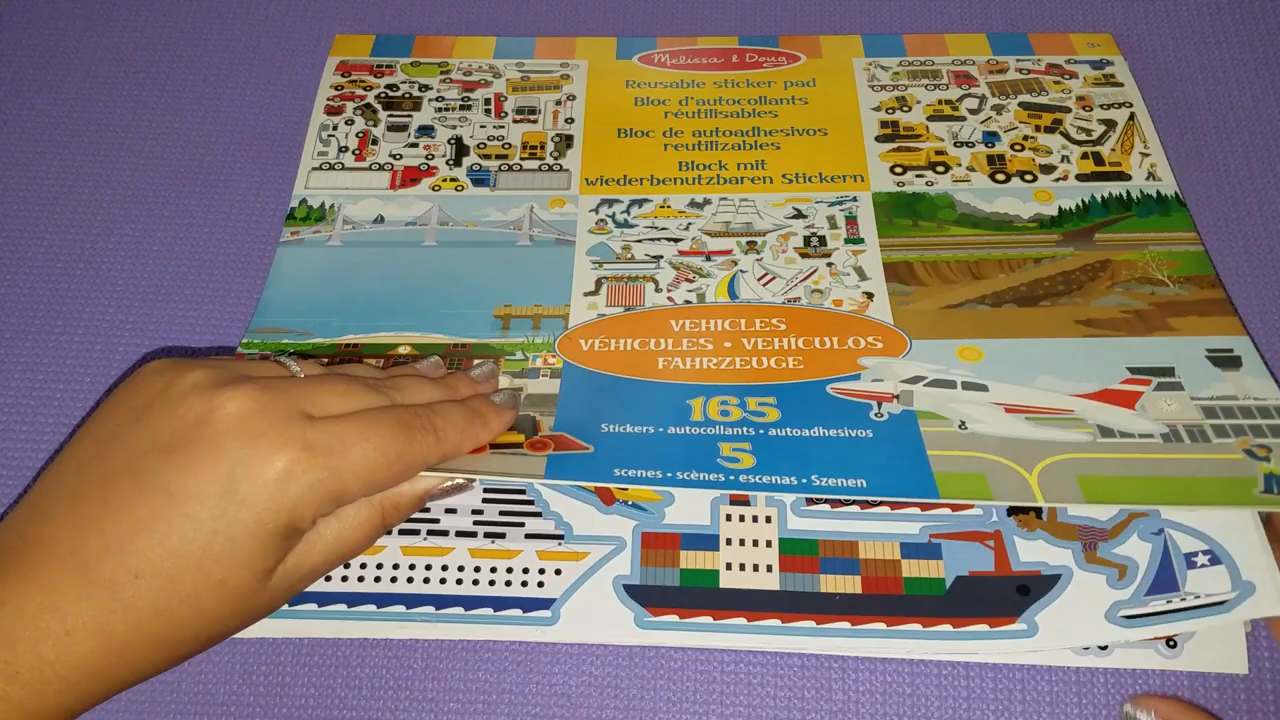 Melissa & Doug
3+
Reusable sticker pad
Bloc d'autocollants
réutilisables
Bloc de autoadhesivos
reutilizables
Block mit
wiederbenutzbaren Stickern
VEHICLES
VÉHICULES • VEHÍCULOS
FAHRZEUGE
165
Stickers • autocollants • autoadhesivos
5
scenes • scènes • escenas • Szenen